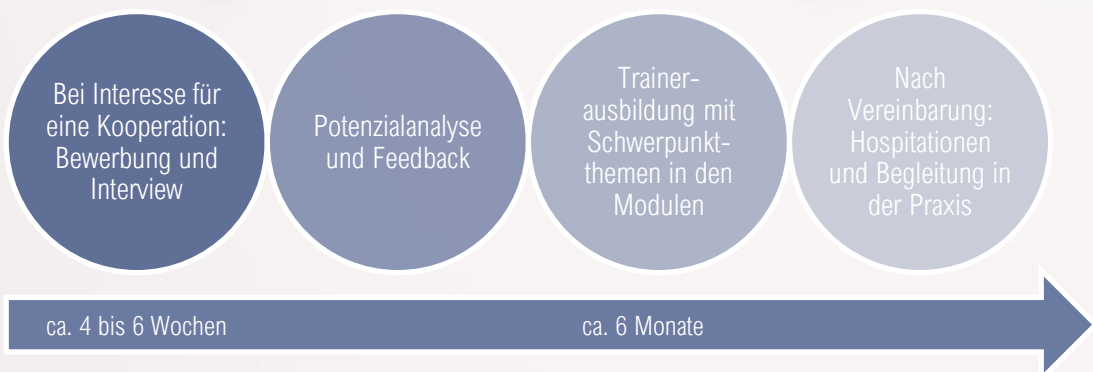 Bei Interesse für
eine Kooperation:
Bewerbung und
Interview
Potenzialanalyse
und Feedback
Trainer-
ausbildung mit
Schwerpunkt-
themen in den
Modulen
Nach
Vereinbarung:
Hospitationen
und Begleitung in
der Praxis
ca. 4 bis 6 Wochen
ca. 6 Monate